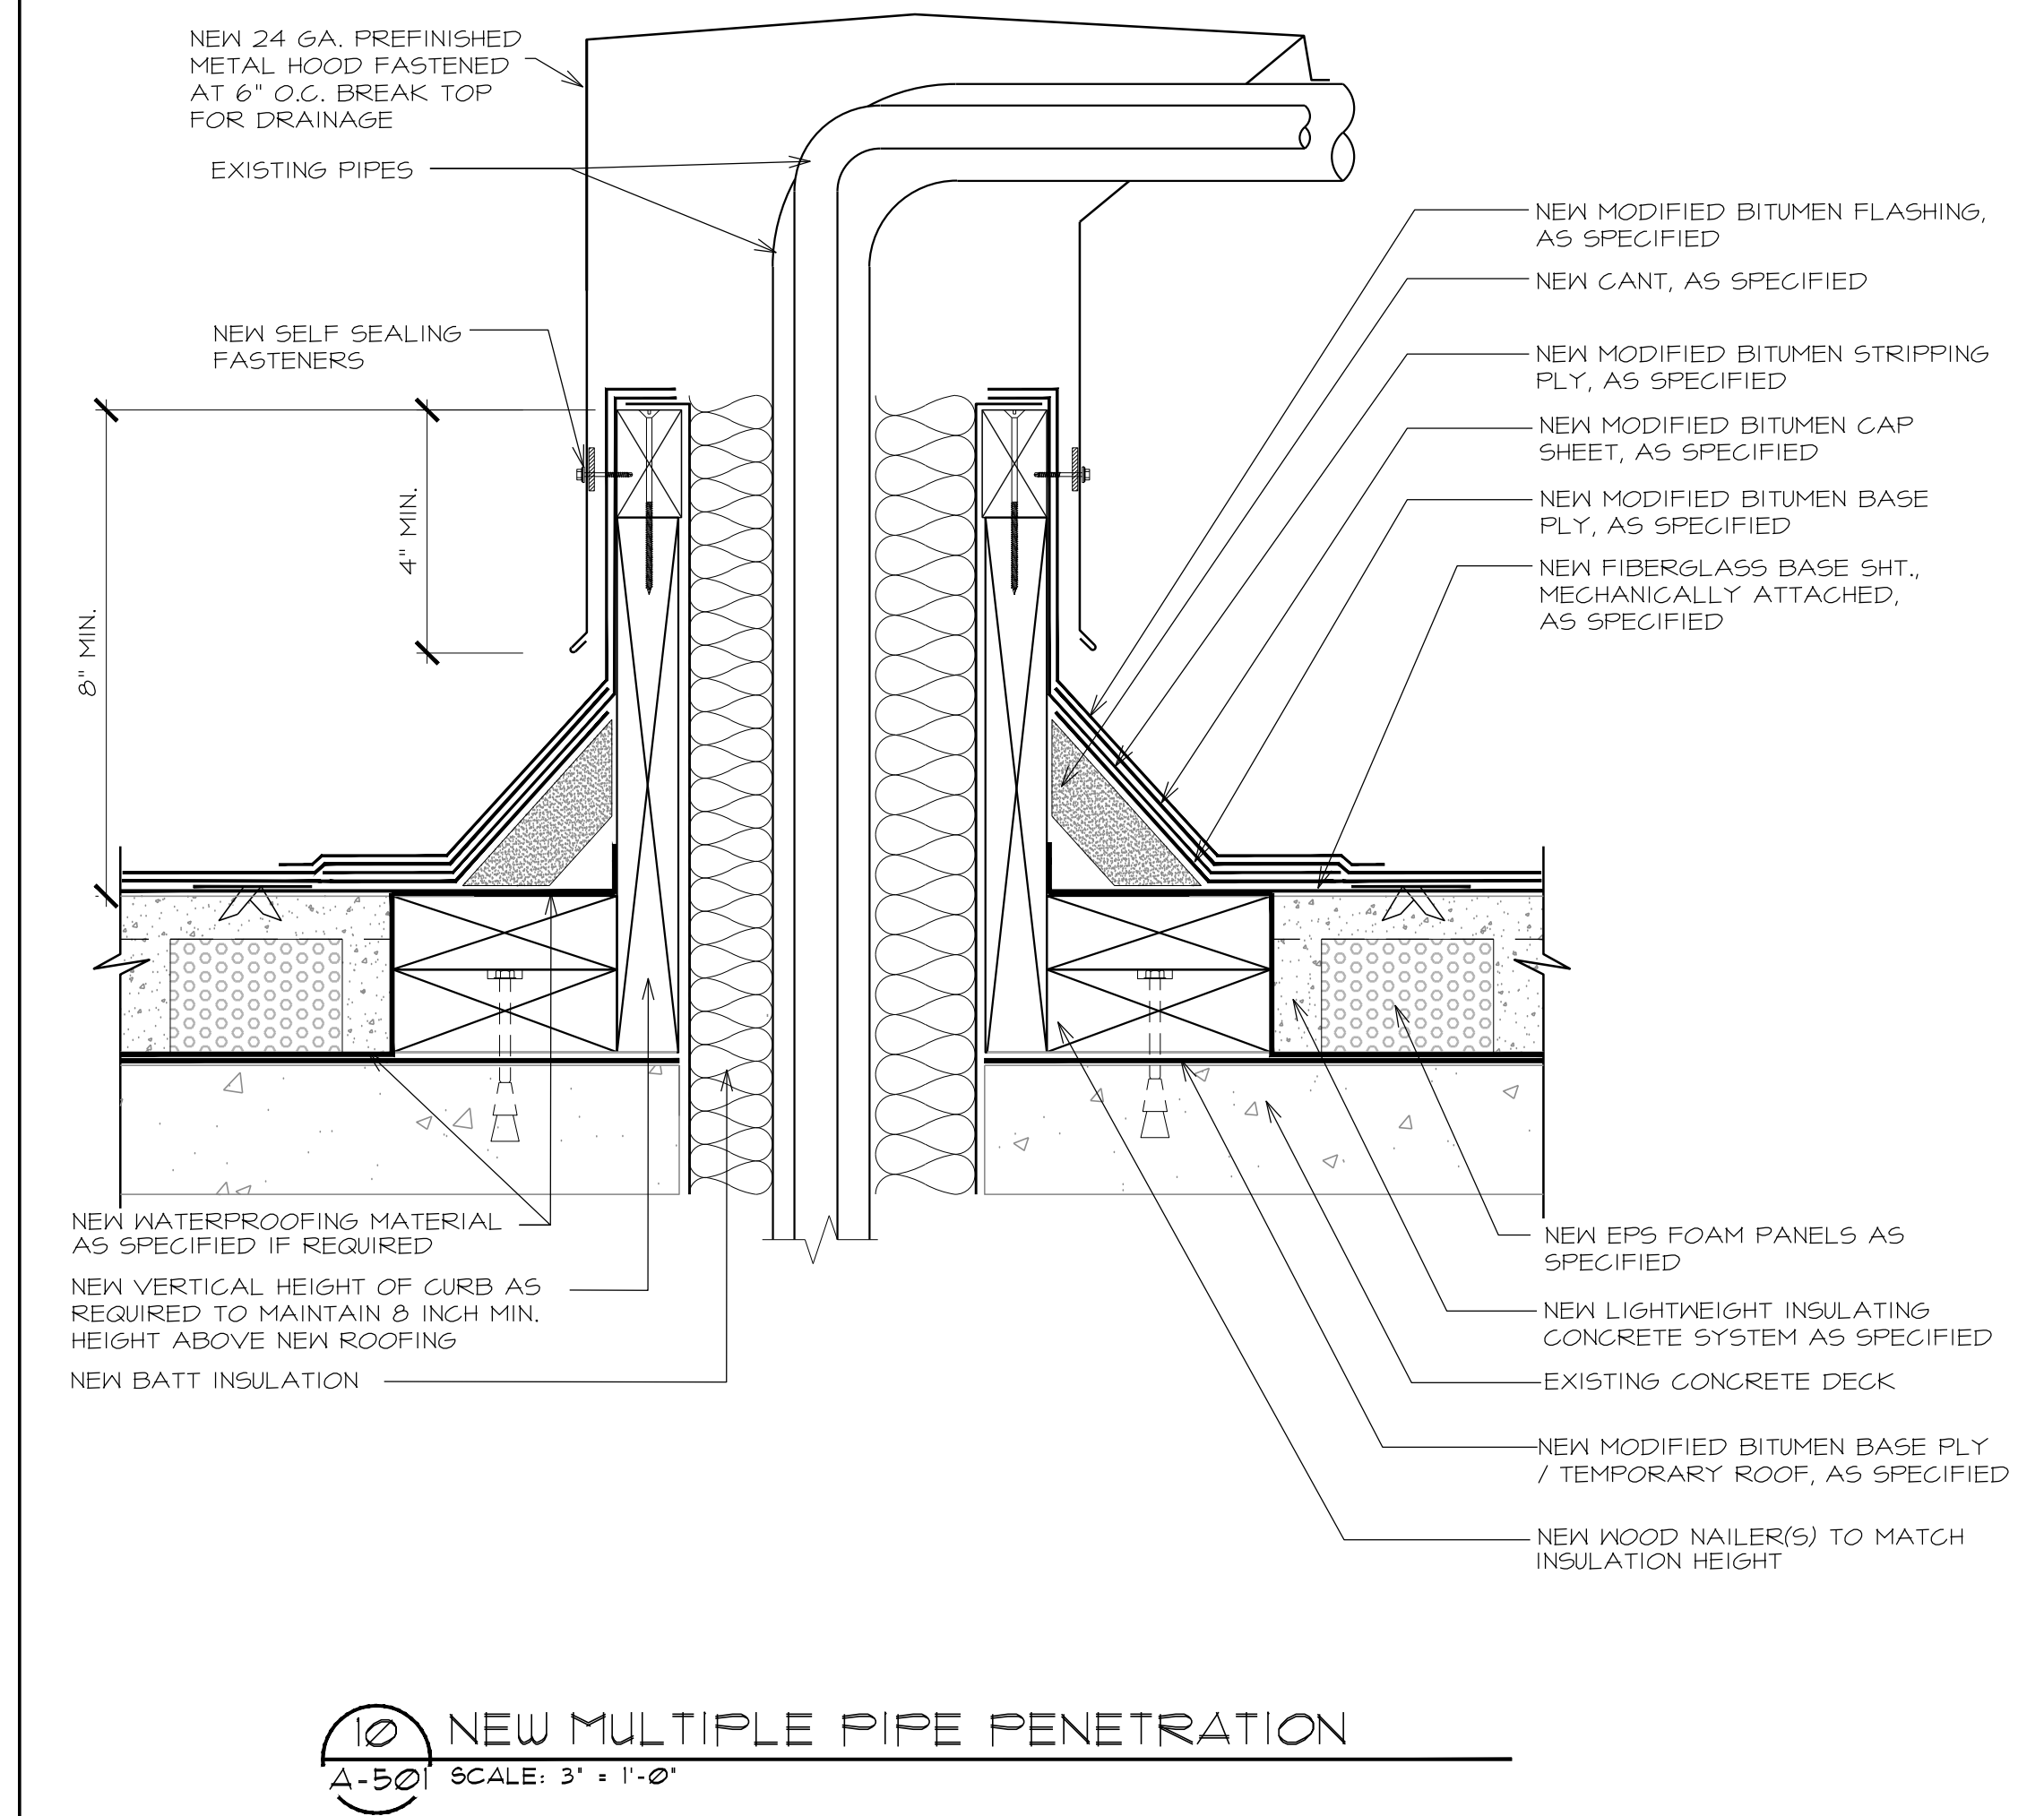 NEW 24 GA. PREFINISHED
METAL HOOD FASTENED
AT 6" O.C. BREAK TOP
FOR DRAINAGE
EXISTING PIPES
NEW SELF SEALING
FASTENERS
4" MIN.
8" MIN.
NEW MODIFIED BITUMEN FLASHING,
AS SPECIFIED
NEW CANT, AS SPECIFIED
NEW MODIFIED BITUMEN STRIPPING
PLY, AS SPECIFIED
NEW MODIFIED BITUMEN CAP
SHEET, AS SPECIFIED
NEW MODIFIED BITUMEN BASE
PLY, AS SPECIFIED
NEW FIBERGLASS BASE SHT.,
MECHANICALLY ATTACHED,
AS SPECIFIED
NEW WATERPROOFING MATERIAL
AS SPECIFIED IF REQUIRED
NEW VERTICAL HEIGHT OF CURB AS
REQUIRED TO MAINTAIN 8 INCH MIN.
HEIGHT ABOVE NEW ROOFING
NEW BATT INSULATION
NEW EPS FOAM PANELS AS
SPECIFIED
NEW LIGHTWEIGHT INSULATING
CONCRETE SYSTEM AS SPECIFIED
EXISTING CONCRETE DECK
NEW MODIFIED BITUMEN BASE PLY
/ TEMPORARY ROOF, AS SPECIFIED
NEW WOOD NAILER(S) TO MATCH
INSULATION HEIGHT
10
NEW MULTIPLE PIPE PENETRATION
A-501
SCALE: 3" = 1'-0"